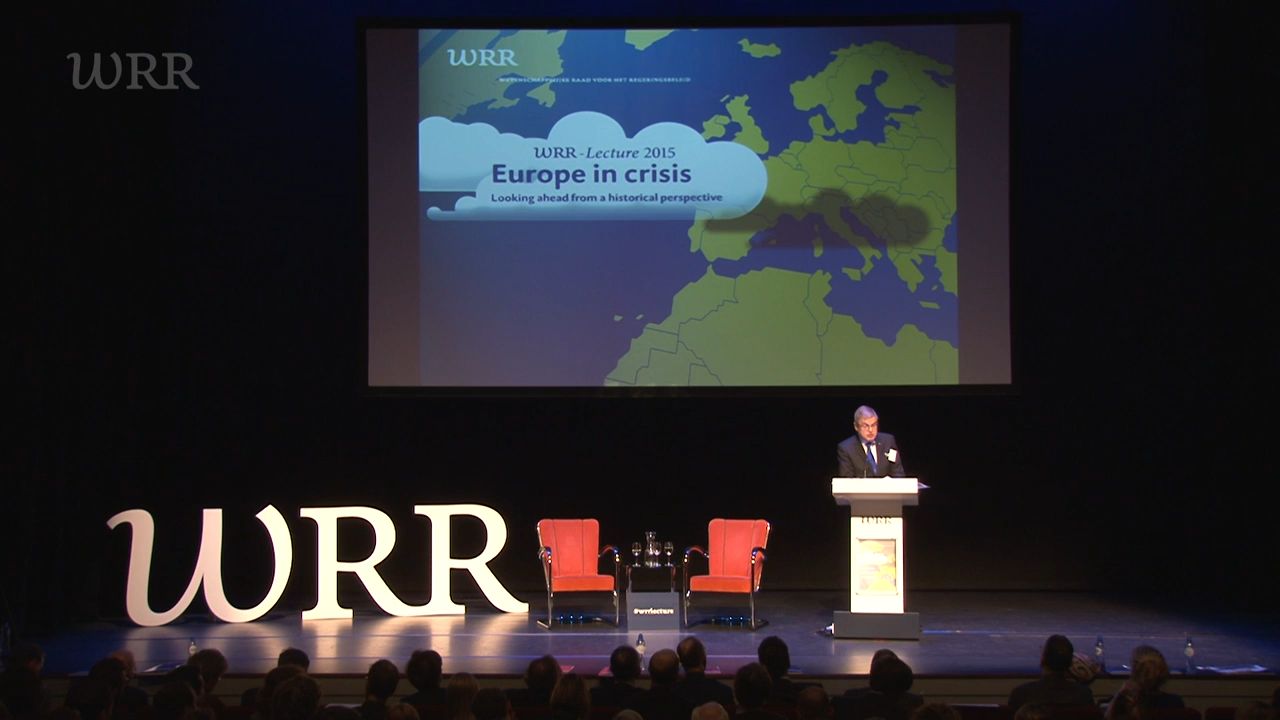 WRR
WRR
WETENSCHAPPELIJKE RAAD VOOR HET REGERINGSBELEID
WRR-Lecture 2015
Europe in crisis
Looking ahead from a historical perspective
WRR
WRR
#wrrlecture